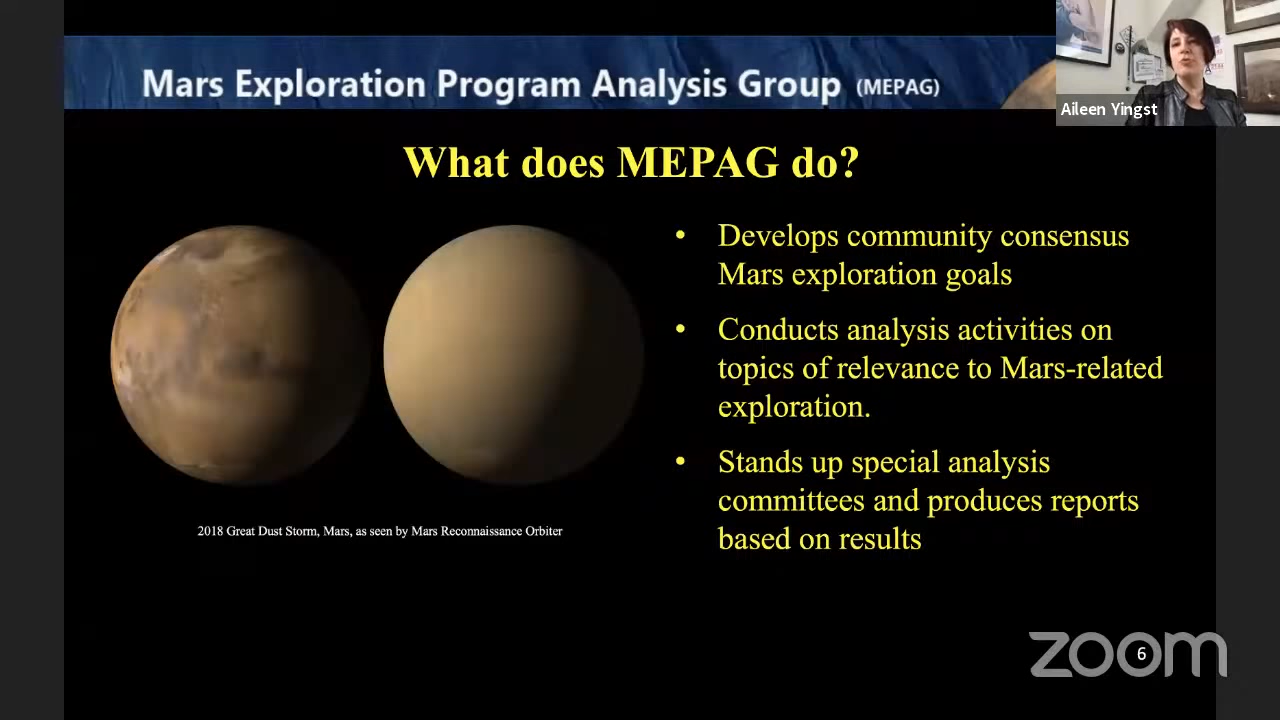 Mars Exploration Program Analysis Group (MEPAG)
Aileen Yingst
What does MEPAG do?
• Develops community consensus
Mars exploration goals
• Conducts analysis activities on
topics of relevance to Mars-related
exploration.
• Stands up special analysis
committees and produces reports
based on results
2018 Great Dust Storm, Mars, as seen by Mars Reconnaissance Orbiter
zoom
6